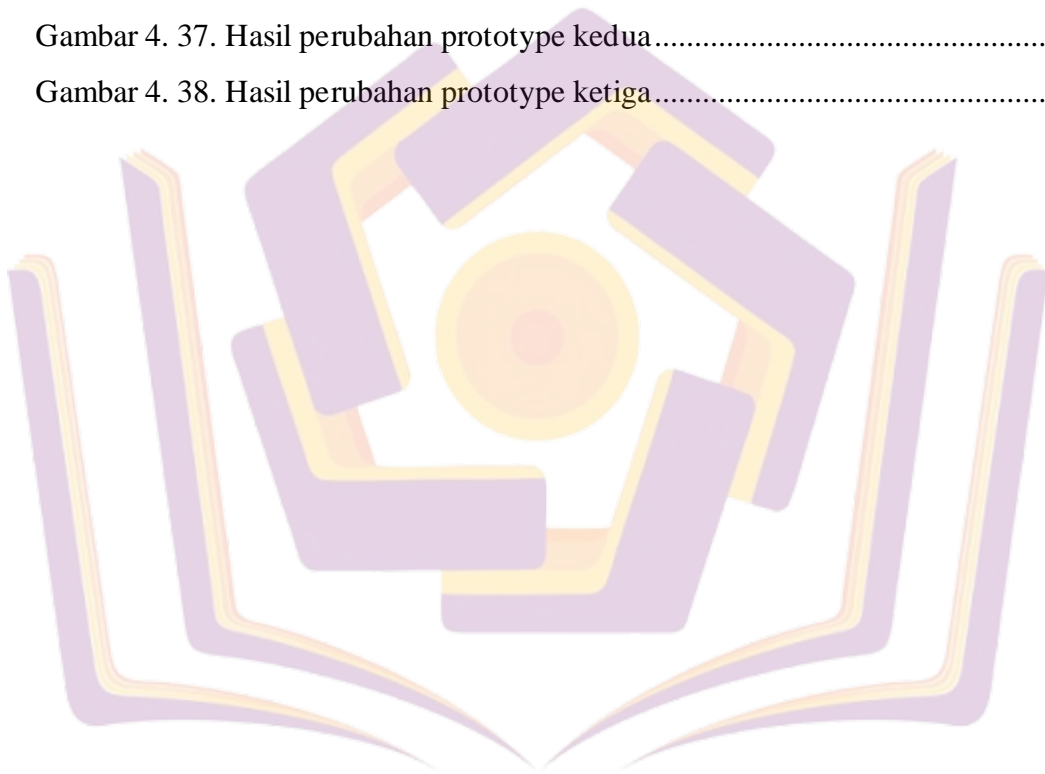 Gambar 4. 37. Hasil perubahan prototype kedua................................................
Gambar 4. 38. Hasil perubahan prototype ketiga................................................